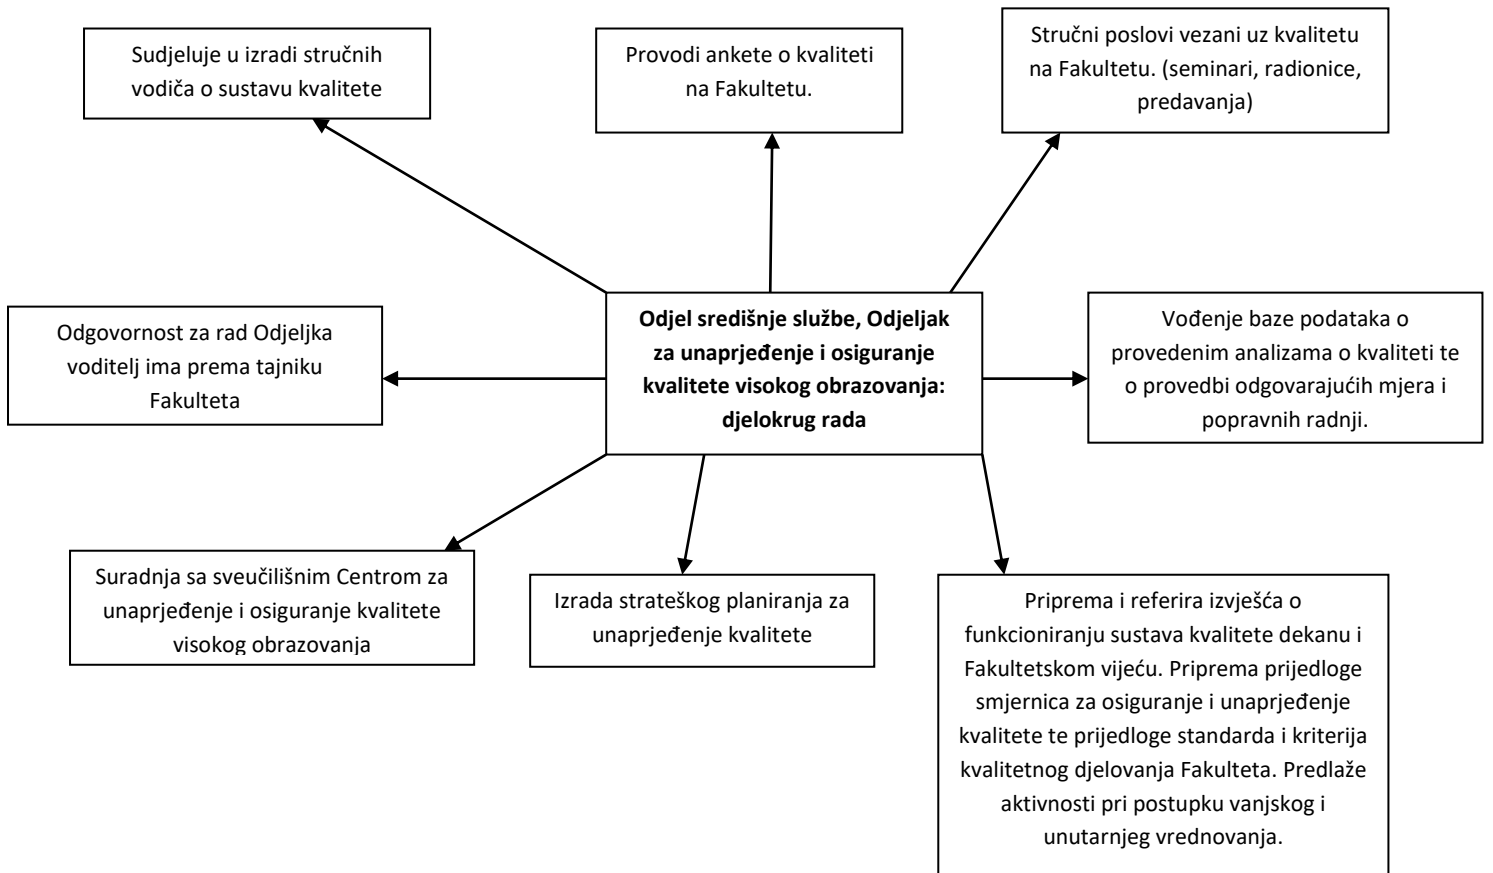 Sudjeluje u izradi stručnih
vodiča o sustavu kvalitete
Provodi ankete o kvaliteti
na Fakultetu.
Stručni poslovi vezani uz kvalitetu
na Fakultetu. (seminari, radionice,
predavanja)
Odgovornost za rad Odjeljka
voditelj ima prema tajniku
Fakulteta
Odjel središnje službe, Odjeljak
za unaprjeđenje i osiguranje
kvalitete visokog obrazovanja:
djelokrug rada
Vođenje baze podataka o
provedenim analizama o kvaliteti te
o provedbi odgovarajućih mjera i
popravnih radnji.
Suradnja sa sveučilišnim Centrom za
unaprjeđenje i osiguranje kvalitete
visokog obrazovanja
Izrada strateškog planiranja za
unaprjeđenje kvalitete
Priprema i referira izvješća o
funkcioniranju sustava kvalitete dekanu i
Fakultetskom vijeću. Priprema prijedloge
smjernica za osiguranje i unaprjeđenje
kvalitete te prijedloge standarda i kriterija
kvalitetnog djelovanja Fakulteta. Predlaže
aktivnosti pri postupku vanjskog i
unutarnjeg vrednovanja.